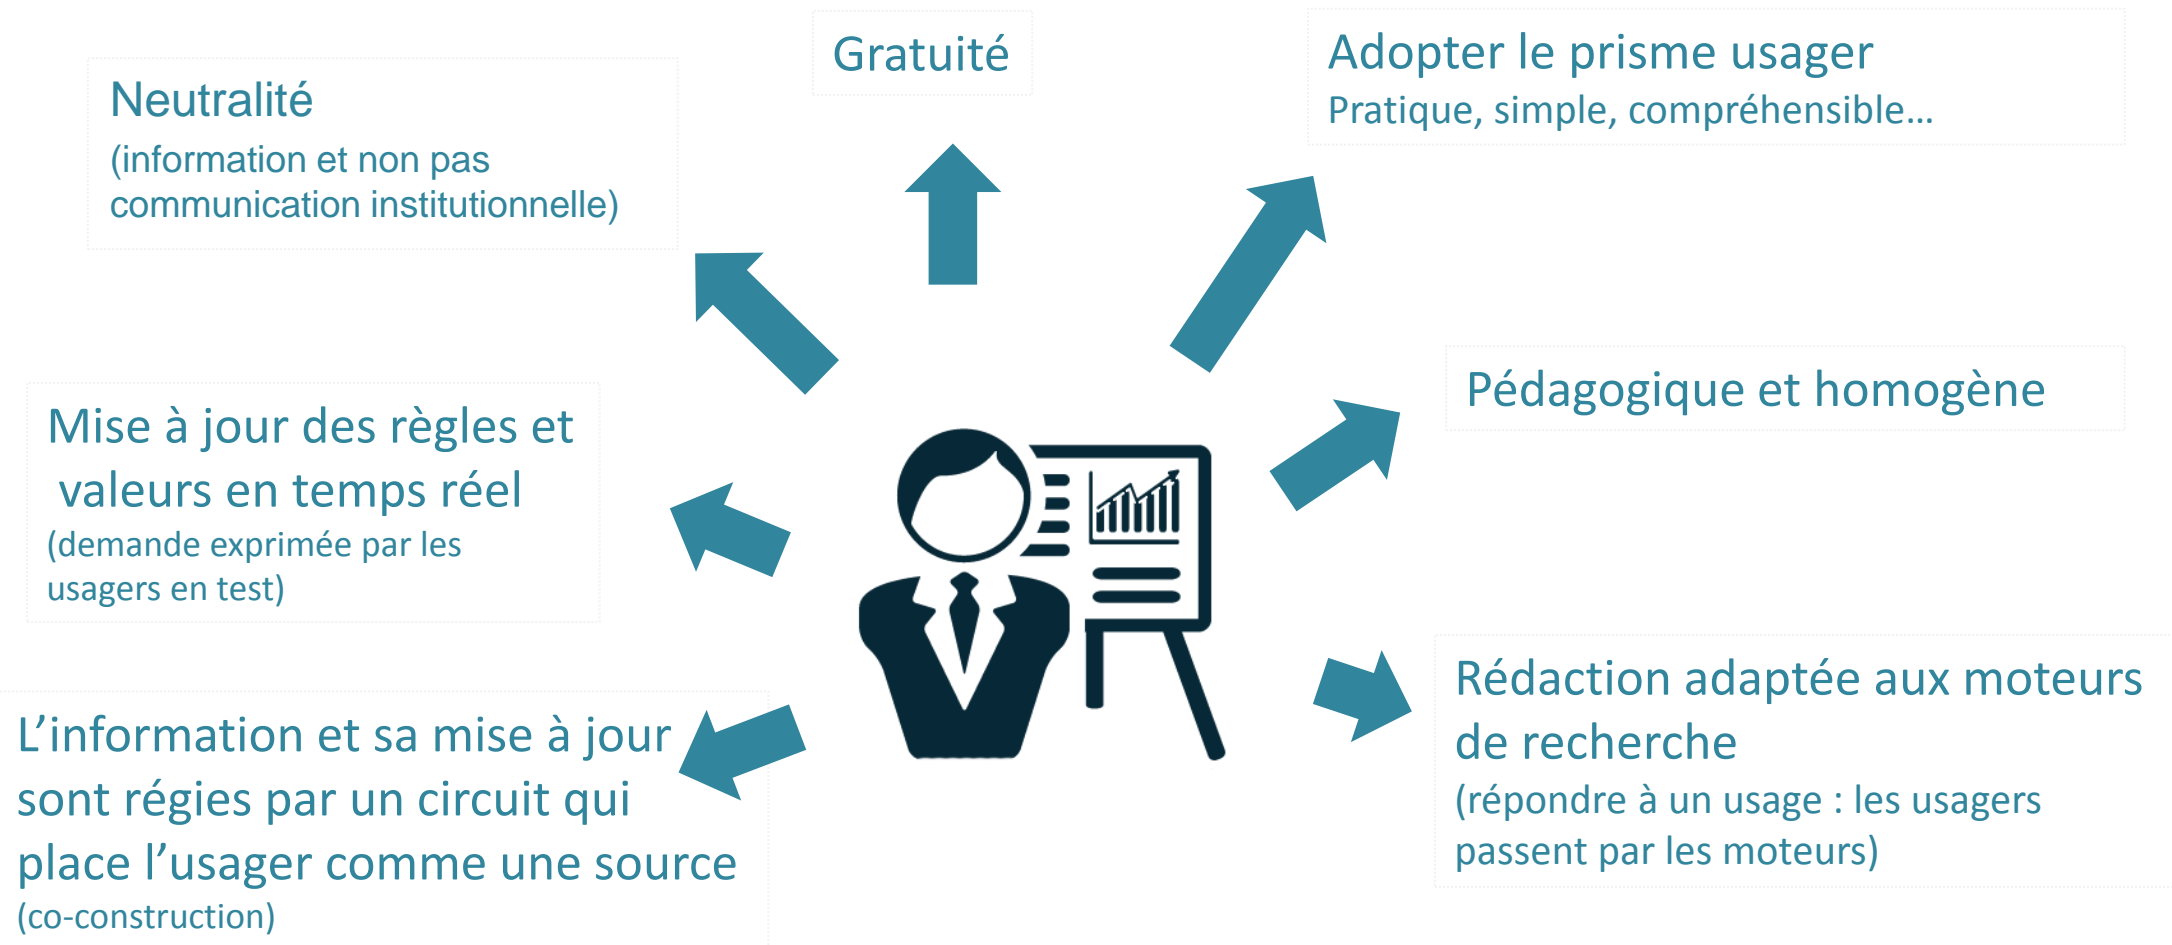 Gratuité
Adopter le prisme usager
Pratique, simple, compréhensible…
Neutralité
(information et non pas
communication institutionnelle)
Pédagogique et homogène
Mise à jour des règles et
valeurs en temps réel
(demande exprimée par les
usagers en test)
Rédaction adaptée aux moteurs
de recherche
(répondre à un usage : les usagers
passent par les moteurs)
L’information et sa mise à jour
sont régies par un circuit qui
place l’usager comme une source
(co-construction)